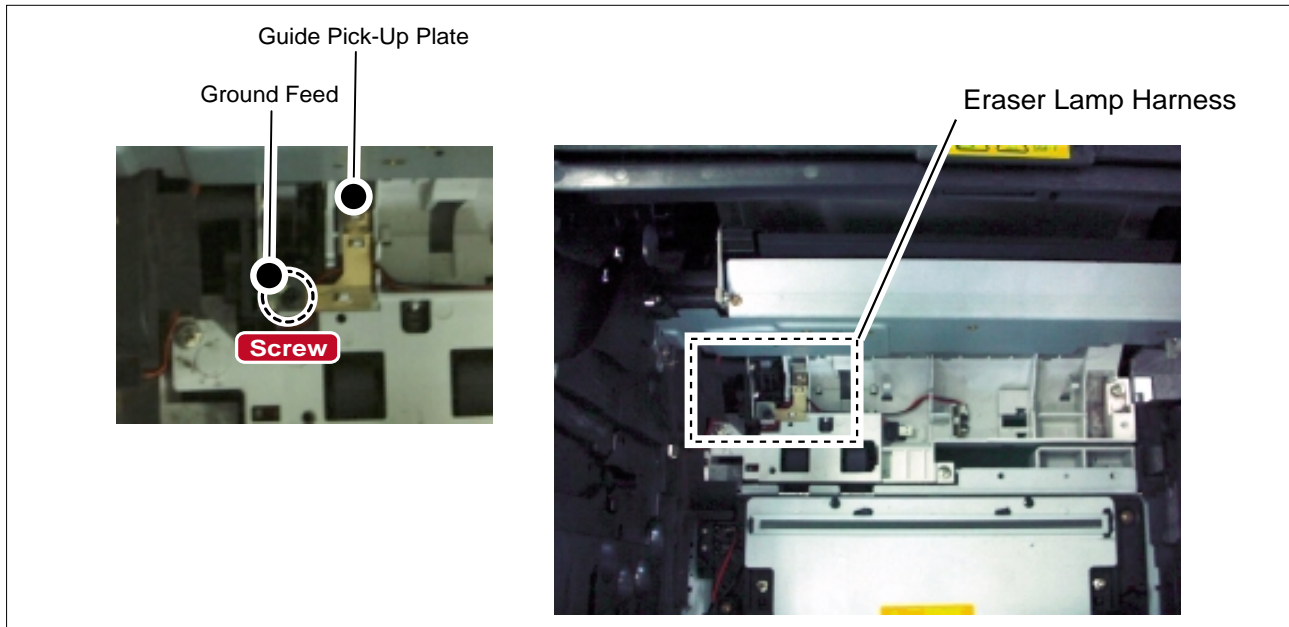 Guide Pick-Up Plate
Ground Feed
Eraser Lamp Harness
Screw